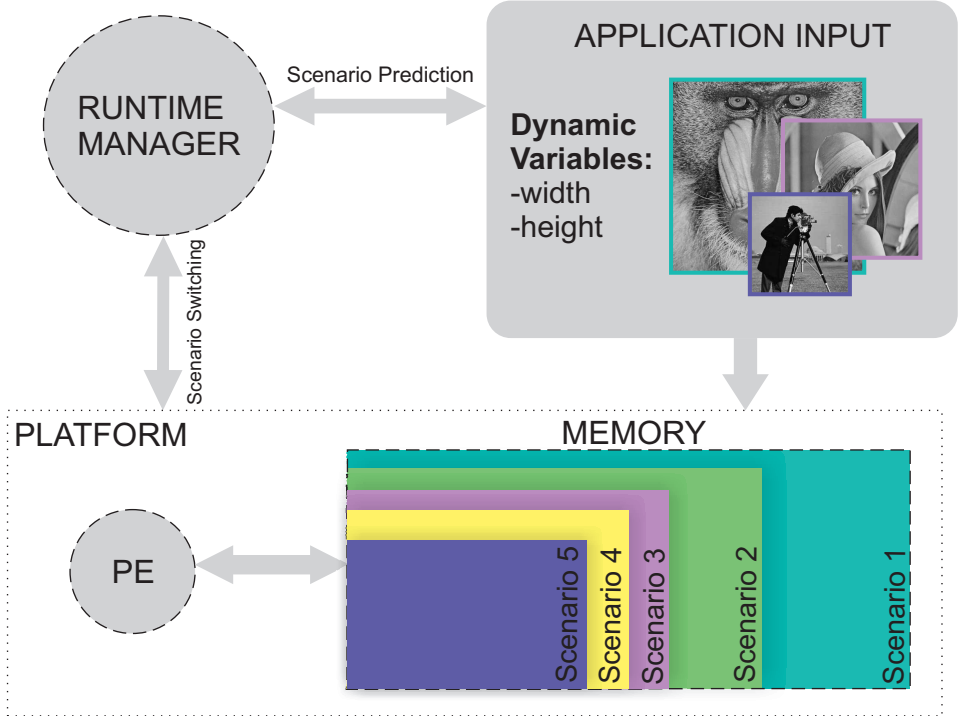 APPLICATION INPUT
Scenario Prediction
RUNTIME
MANAGER
Dynamic
Variables:
-width
-height
Scenario Switching
PLATFORM
MEMORY
PE
Scenario 5
Scenario 4
Scenario 3
Scenario 2
Scenario 1